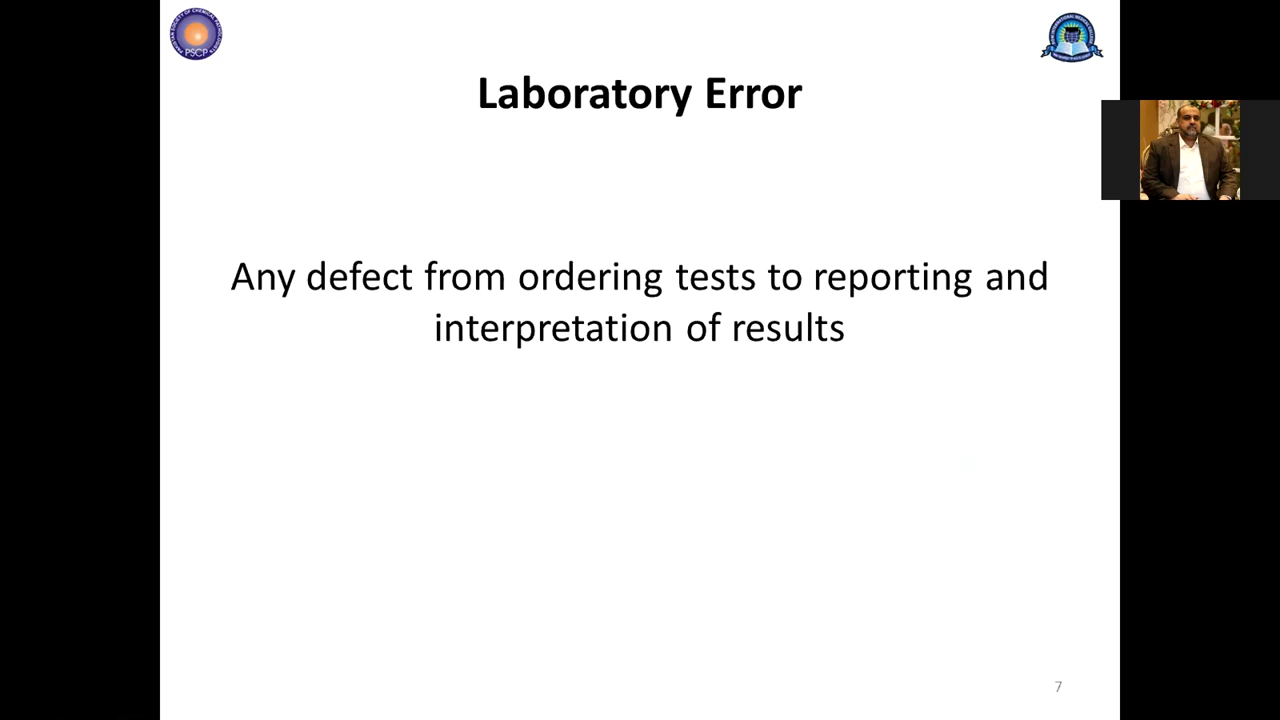 PSCP
Laboratory Error
Any defect from ordering tests to reporting and
interpretation of results
7